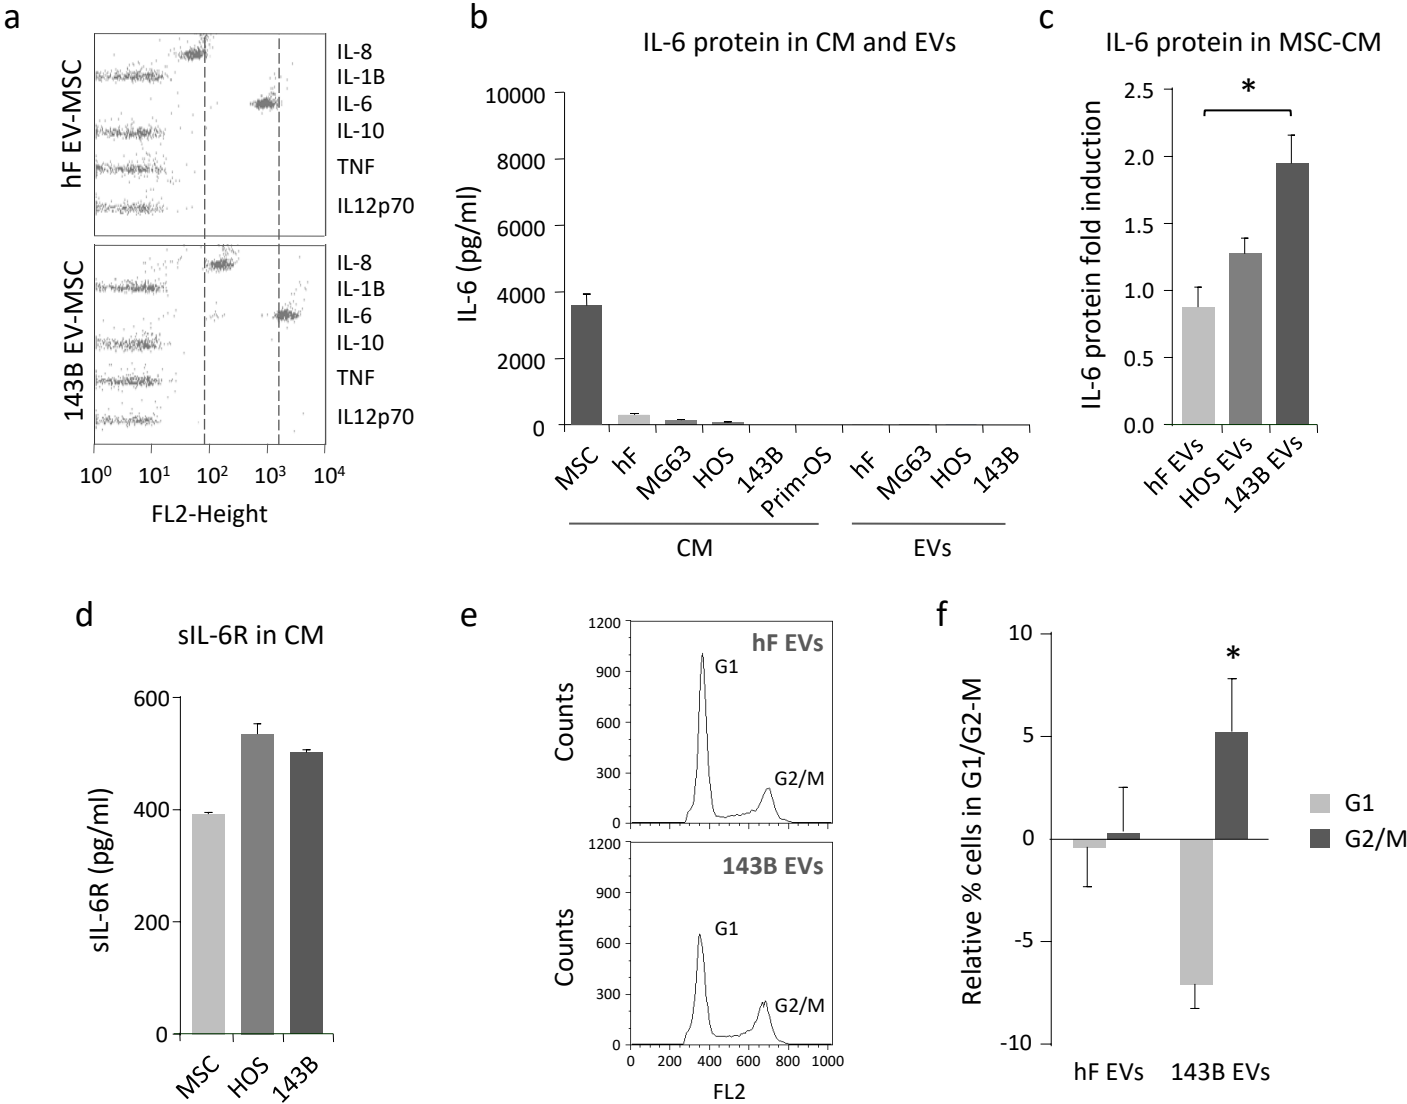 a
hF EV-MSC
IL-8
IL-1B
IL-6
IL-10
TNF
IL12p70
143B EV-MSC
IL-8
IL-1B
IL-6
IL-10
TNF
IL12p70
10⁰ 10¹ 10² 10³ 10⁴
FL2-Height
b
IL-6 protein in CM and EVs
IL-6 (pg/ml)
10000
8000
6000
4000
2000
0
MSC hF MG63 HOS 143B Prim-OS hF MG63 HOS 143B
CM EVs
c
IL-6 protein in MSC-CM
IL-6 protein fold induction
2.5
2.0
1.5
1.0
0.5
0.0
*
hF EVs HOS EVs 143B EVs
d
sIL-6R in CM
sIL-6R (pg/ml)
600
400
200
0
MSC HOS 143B
e
Counts
1200
900
600
300
0
hF EVs
G1
G2/M
Counts
1200
900
600
300
0
143B EVs
G1
G2/M
0 200 400 600 800 1000
FL2
f
Relative % cells in G1/G2-M
10
5
0
-5
-10
*
hF EVs 143B EVs
G1
G2/M